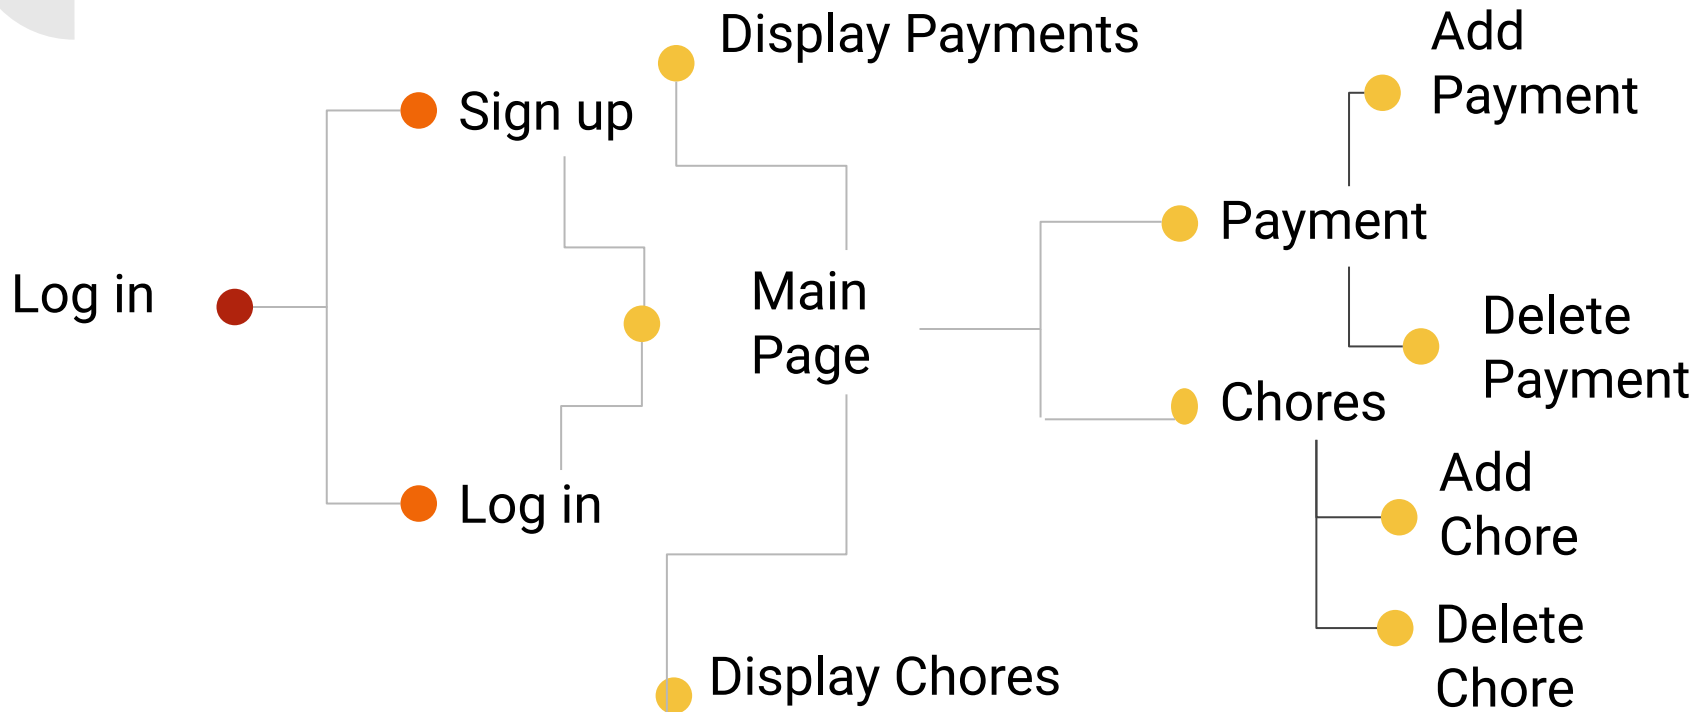 Log in
Sign up
Log in
Display Payments
Main
Page
Display Chores
Payment
Add
Payment
Delete
Payment
Chores
Add
Chore
Delete
Chore